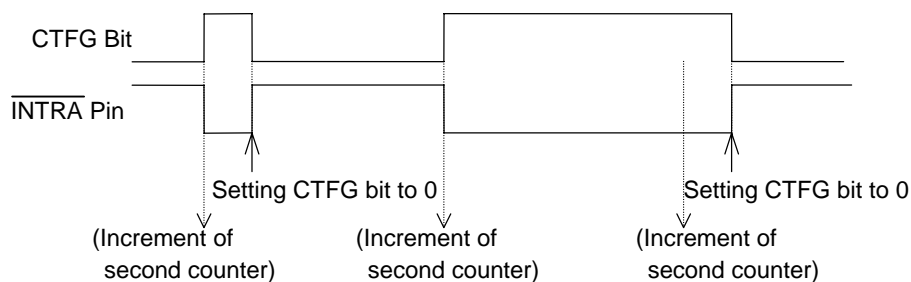 CTFG Bit
INTRA Pin
Setting CTFG bit to 0
Setting CTFG bit to 0
(Increment of
second counter)
(Increment of
second counter)
(Increment of
second counter)